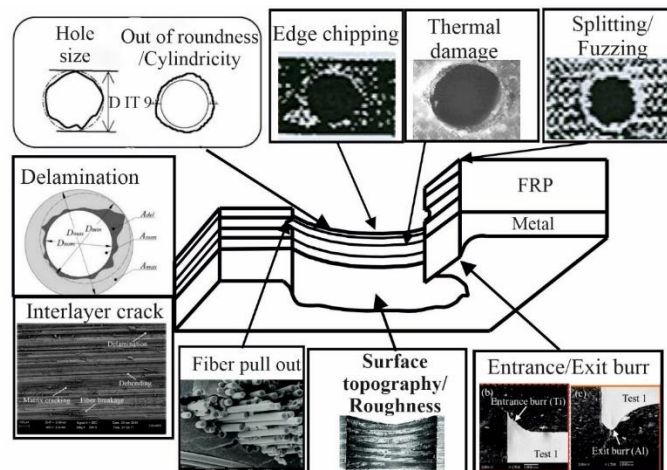 Hole
size
Out of roundness
/Cylindricity
D IT 9
Edge chipping
Thermal
damage
Splitting/
Fuzzing
Delamination
Dmax
Dmin
Dnom
Adel
Anom
Amax
FRP
Metal
Interlayer crack
Delamination
Debonding
Matrix cracking
Fiber breakage
Fiber pull out
Surface
topography/
Roughness
Entrance/Exit burr
(b)
Entrance burr (Ti)
Test 1
(c)
Test 1
Exit burr
(Al)